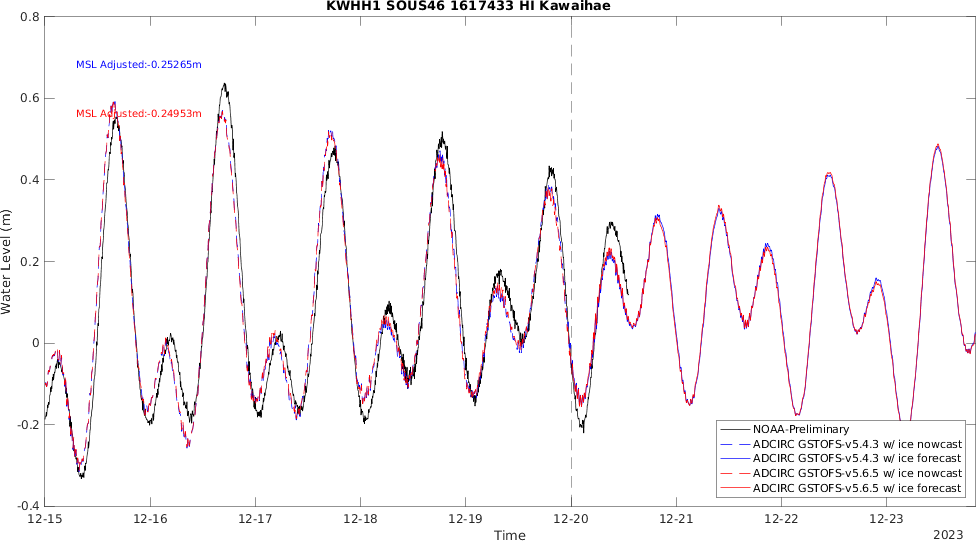 KWHH1 SOUS46 1617433 HI Kawaihae
0.8
0.6
0.4
0.2
0
-0.2
-0.4
Water Level (m)
MSL Adjusted:-0.25265m
MSL Adjusted:-0.24953m
NOAA-Preliminary
ADCIRC GSTOFS-v5.4.3 w/ ice nowcast
ADCIRC GSTOFS-v5.4.3 w/ ice forecast
ADCIRC GSTOFS-v5.6.5 w/ ice nowcast
ADCIRC GSTOFS-v5.6.5 w/ ice forecast
12-15 12-16 12-17 12-18 12-19 12-20 12-21 12-22 12-23
Time
2023